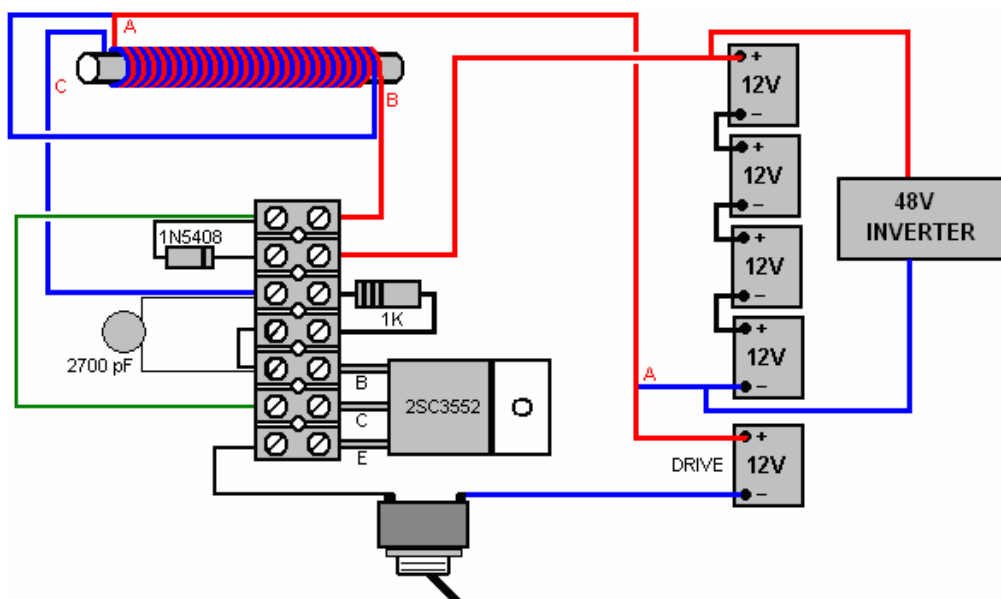 A
C
B
+
12V
−
+
12V
−
+
12V
−
+
12V
−
48V
INVERTER
1N5408
1K
2700 pF
B
C
E
2SC3552
A
DRIVE
+
12V
−